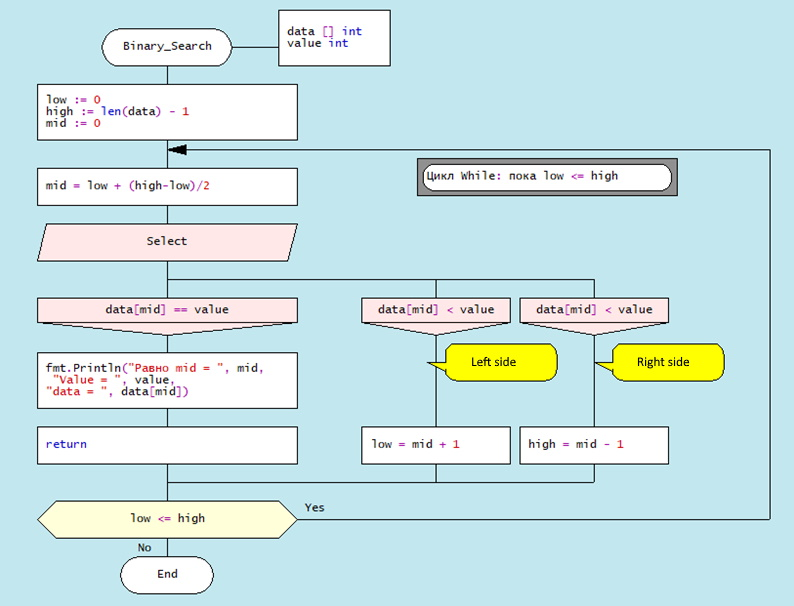 Binary_Search
data [] int
value int
low := 0
high := len(data) - 1
mid := 0
mid = low + (high-low)/2
Цикл While: пока low <= high
Select
data[mid] == value
data[mid] < value
data[mid] < value
fmt.Println("Равно mid = ", mid,
"Value = ", value,
"data = ", data[mid])
Left side
Right side
return
low = mid + 1
high = mid - 1
low <= high
Yes
No
End